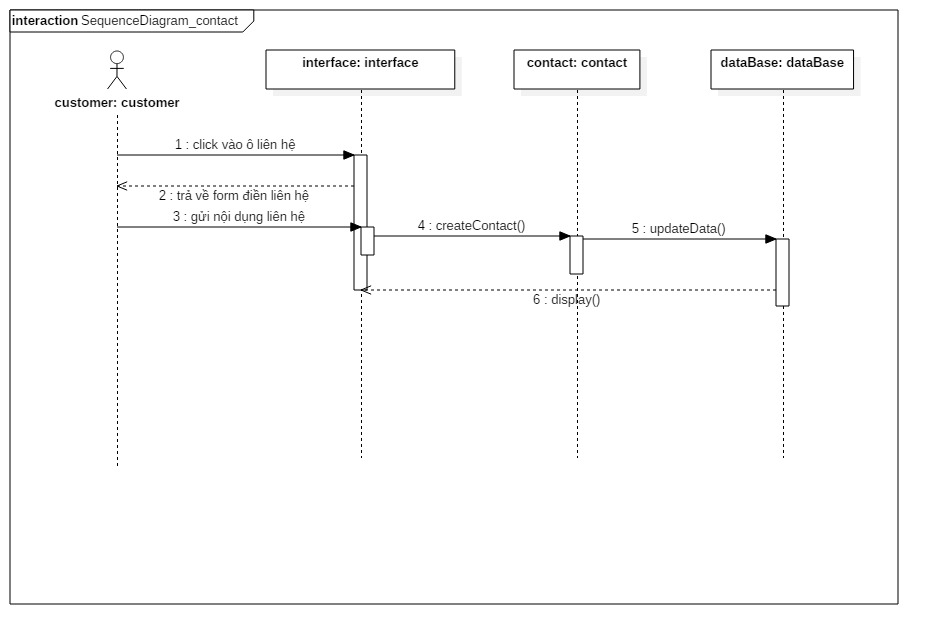 interaction SequenceDiagram_contact
interface: interface
contact: contact
dataBase: dataBase
customer: customer
1 : click vào ô liên hệ
2 : trả về form điền liên hệ
3 : gửi nội dụng liên hệ
4 : createContact()
5 : updateData()
6 : display()